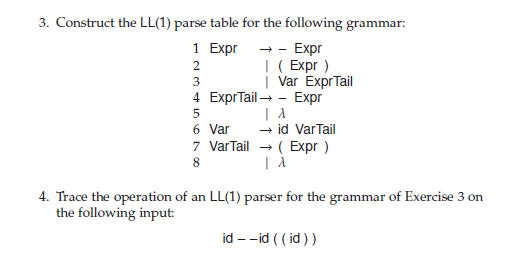 3. Construct the LL(1) parse table for the following grammar:
1 Expr → – Expr
2 | ( Expr )
3 | Var ExprTail
4 ExprTail → – Expr
5 | λ
6 Var → id VarTail
7 VarTail → ( Expr )
8 | λ
4. Trace the operation of an LL(1) parser for the grammar of Exercise 3 on
the following input:
id – –id ( ( id ) )